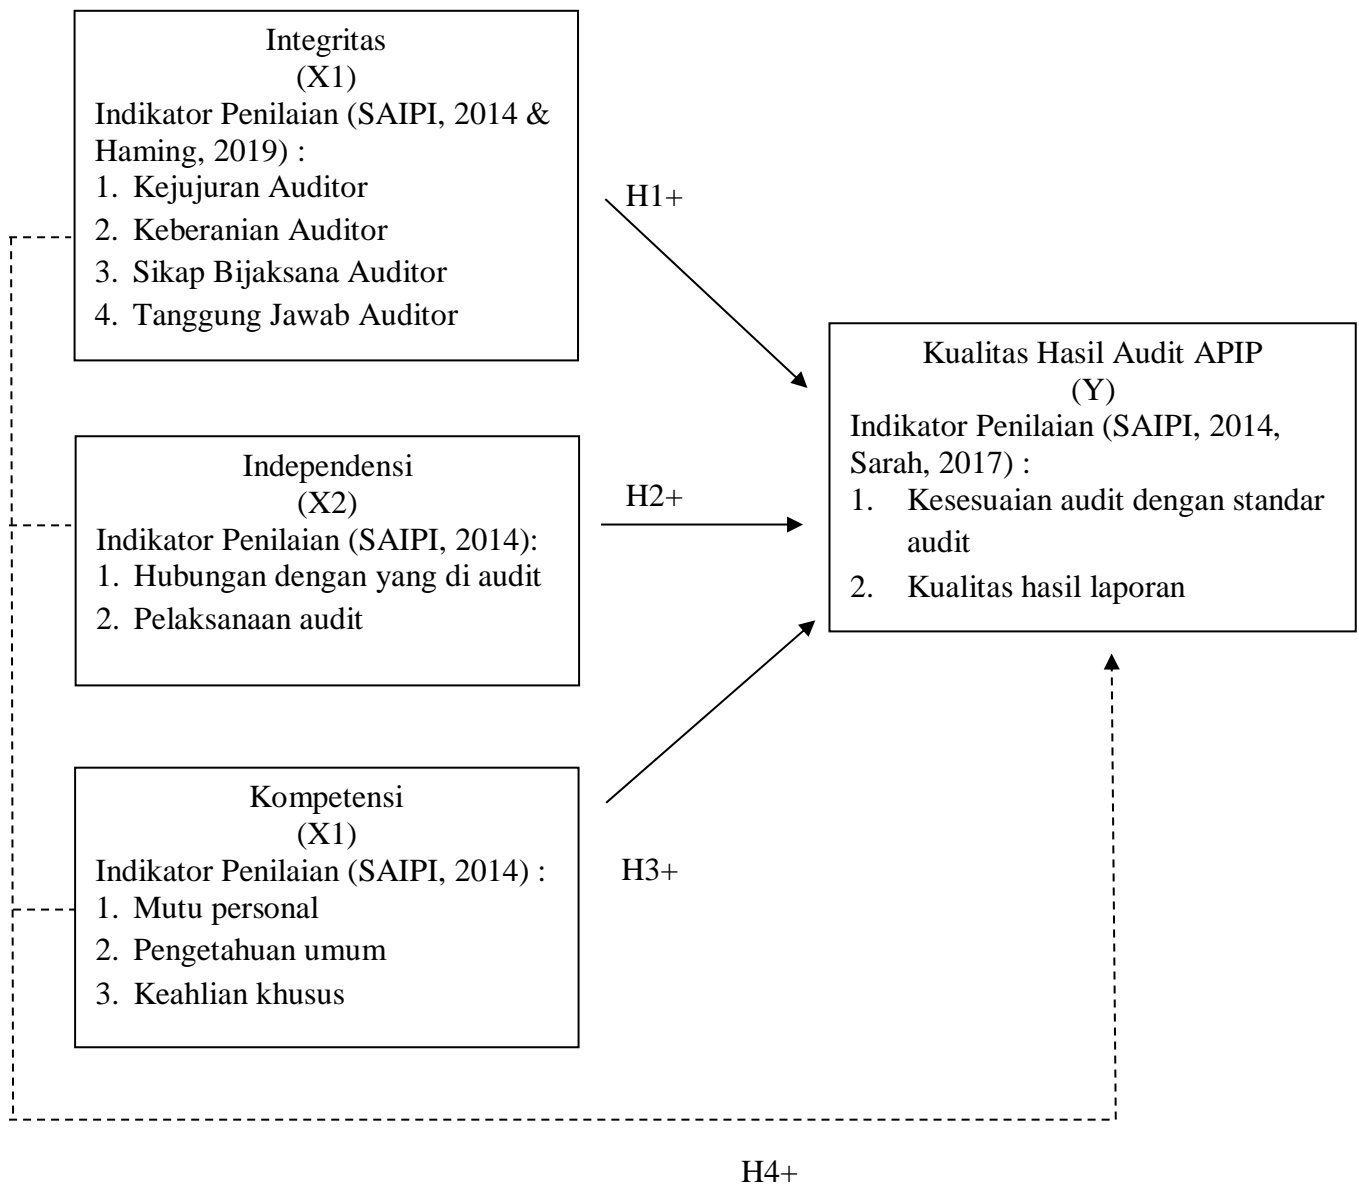 Integritas
(X1)
Indikator Penilaian (SAIPI, 2014 &
Haming, 2019) :
1. Kejujuran Auditor
2. Keberanian Auditor
3. Sikap Bijaksana Auditor
4. Tanggung Jawab Auditor
H1+
Kualitas Hasil Audit APIP
(Y)
Indikator Penilaian (SAIPI, 2014,
Sarah, 2017) :
1. Kesesuaian audit dengan standar
audit
2. Kualitas hasil laporan
Independensi
(X2)
Indikator Penilaian (SAIPI, 2014):
1. Hubungan dengan yang di audit
2. Pelaksanaan audit
H2+
Kompetensi
(X1)
Indikator Penilaian (SAIPI, 2014) :
1. Mutu personal
2. Pengetahuan umum
3. Keahlian khusus
H3+
H4+